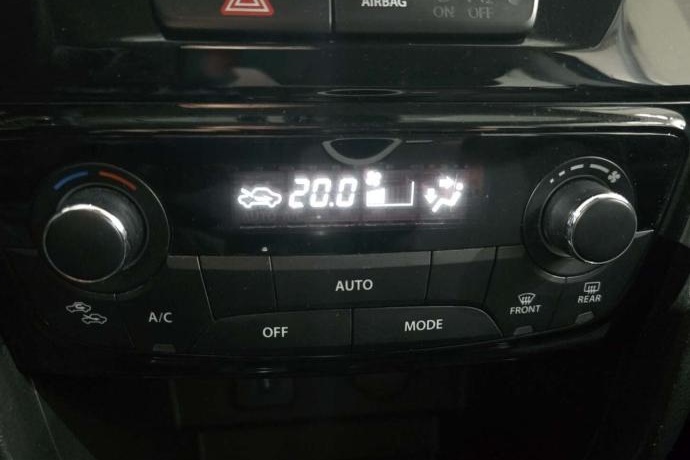 AIRBAG
ON OFF
20.0
AUTO
A/C
OFF
MODE
FRONT
REAR